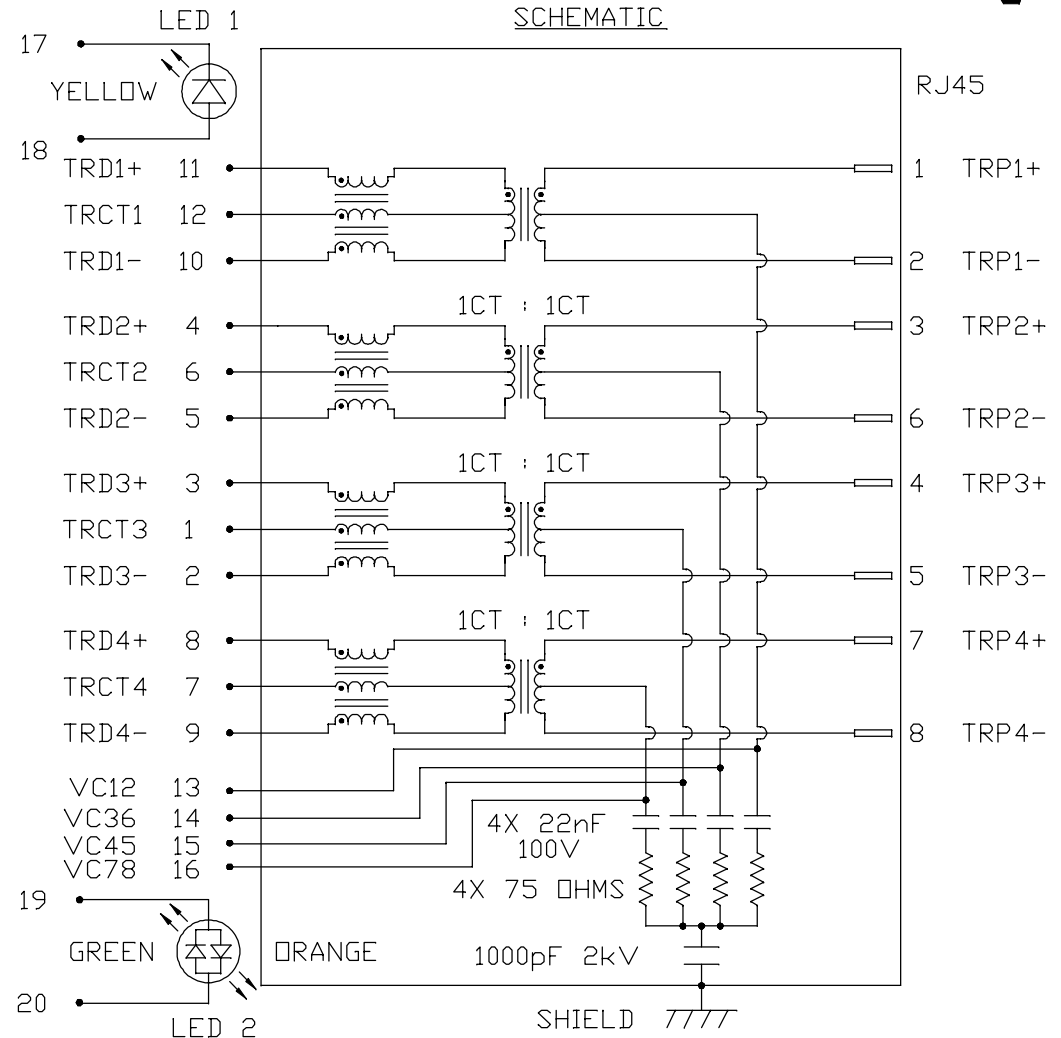 LED 1 SCHEMATIC
17
YELLOW RJ45
18
TRD1+ 11 1 TRP1+
TRCT1 12
TRD1- 10 2 TRP1-
1CT : 1CT
TRD2+ 4 3 TRP2+
TRCT2 6
TRD2- 5 6 TRP2-
1CT : 1CT
TRD3+ 3 4 TRP3+
TRCT3 1
TRD3- 2 5 TRP3-
1CT : 1CT
TRD4+ 8 7 TRP4+
TRCT4 7
TRD4- 9 8 TRP4-
VC12 13
VC36 14 4X 22nF
VC45 15 100V
VC78 16
4X 75 OHMS
19
GREEN ORANGE 1000pF 2kV
20
LED 2 SHIELD